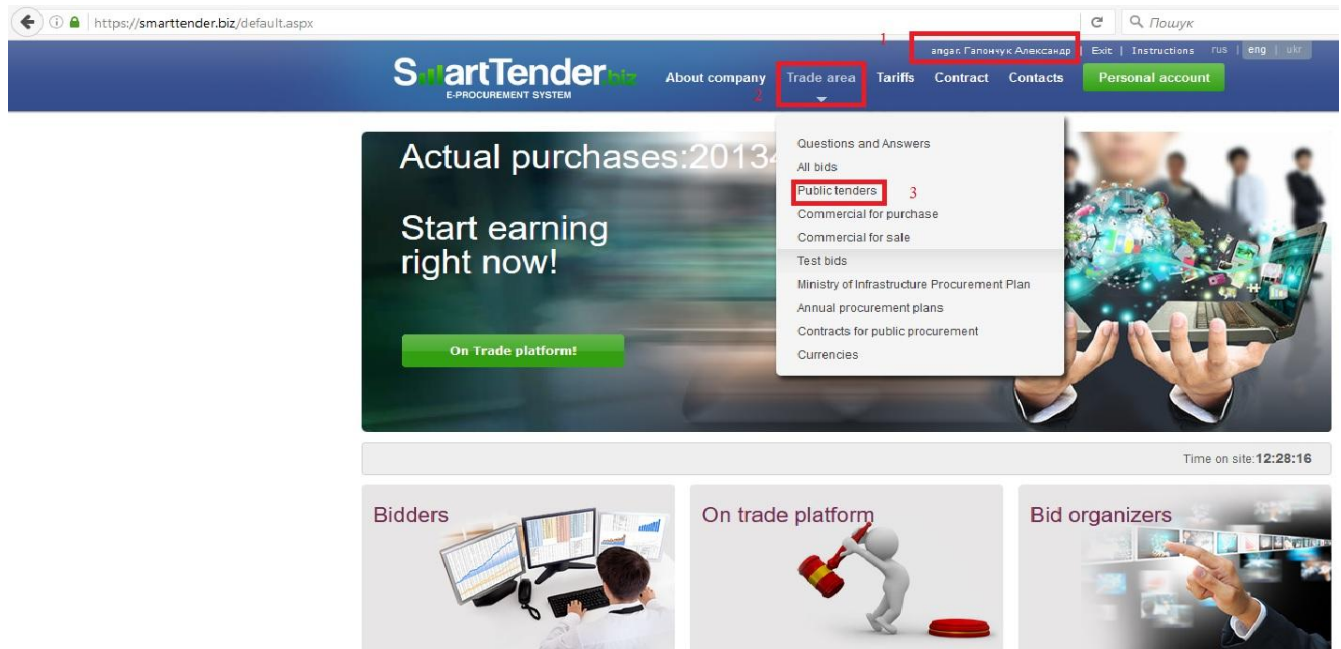 https://smarttender.biz/default.aspx
Пошук
1
angar. Гапончук Александр | Exit | Instructions rus | eng | ukr
SmartTender.biz
E-PROCUREMENT SYSTEM
About company Trade area Tariffs Contract Contacts Personal account
2
Actual purchases:20134
Start earning
right now!
On Trade platform!
Questions and Answers
All bids
Public tenders 3
Commercial for purchase
Commercial for sale
Test bids
Ministry of Infrastructure Procurement Plan
Annual procurement plans
Contracts for public procurement
Currencies
Time on site:12:28:16
Bidders
On trade platform
Bid organizers